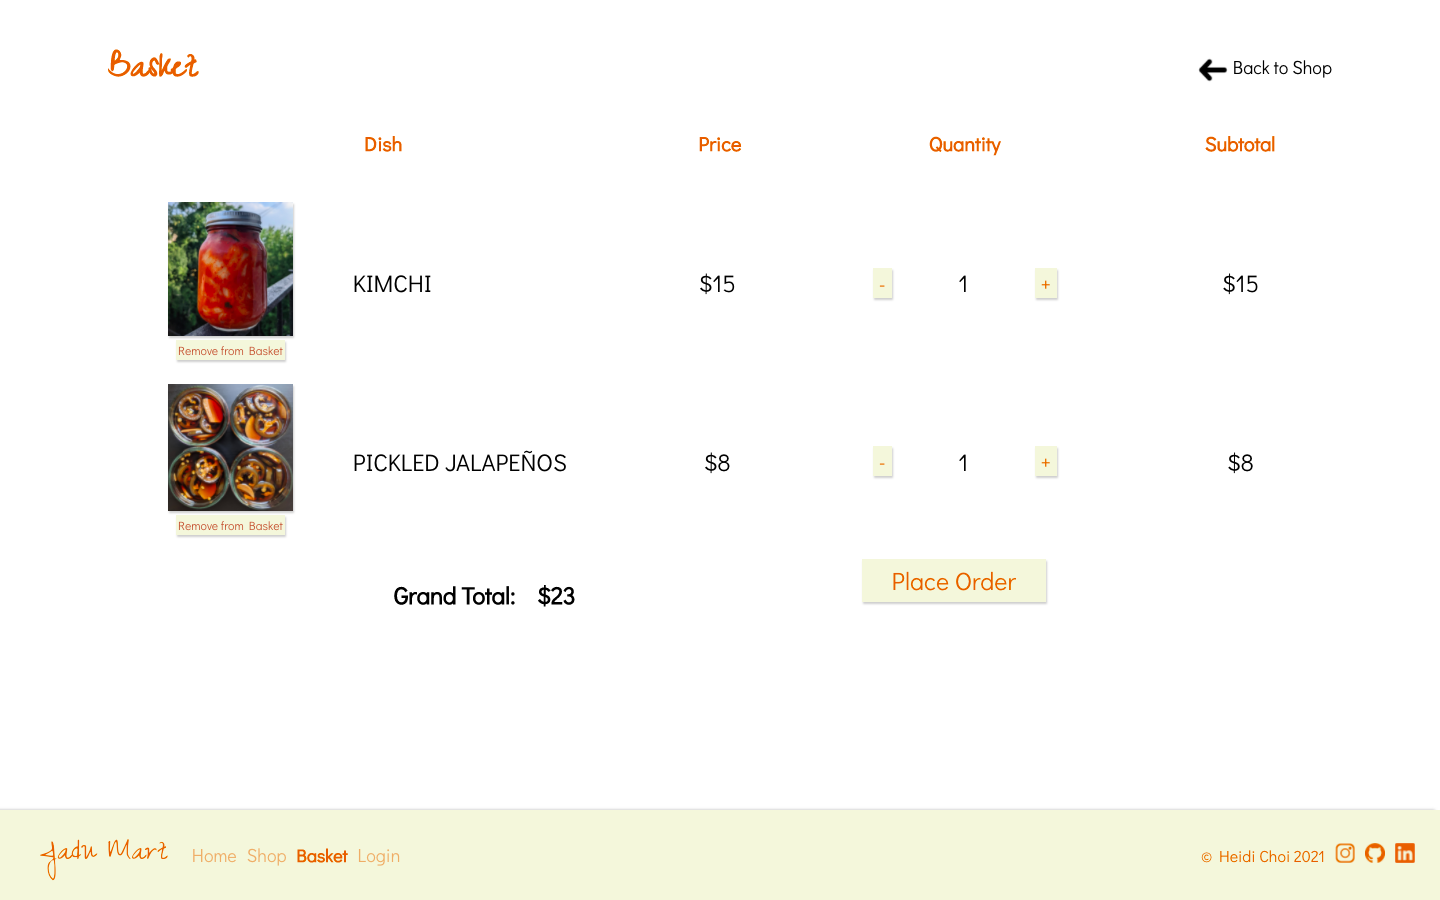 Basket
Back to Shop
Dish Price Quantity Subtotal
KIMCHI $15 - 1 + $15
Remove from Basket
PICKLED JALAPEÑOS $8 - 1 + $8
Remove from Basket
Place Order
Grand Total: $23
Jadu Mart Home Shop Basket Login © Heidi Choi 2021